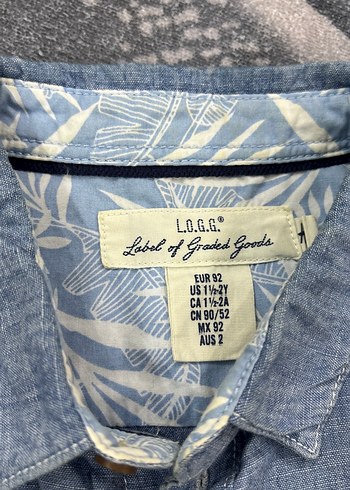 L.O.G.G.®
Label of Graded Goods
EUR 92
US 1½-2Y
CA 1½-2A
CN 90/52
MX 92
AUS 2